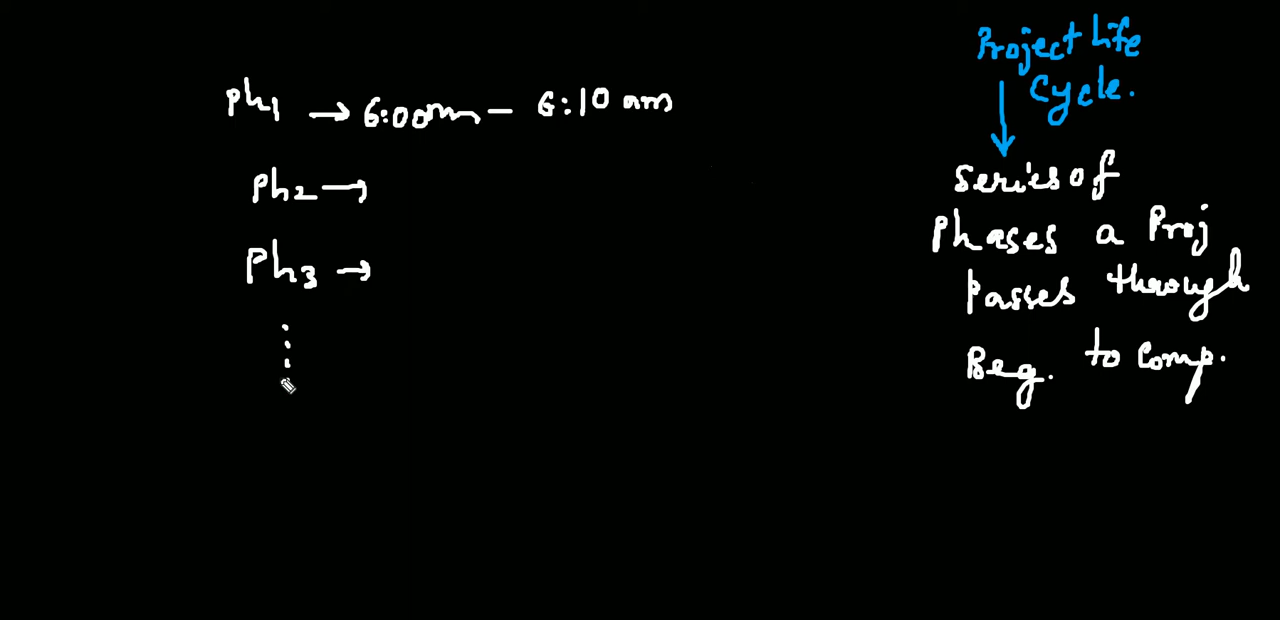 Ph1 → 6:00am – 6:10 am
Ph2 →
Ph3 →
Project Life
Cycle.
Series of
Phases a Proj
Passes through
Beg. to Comp.